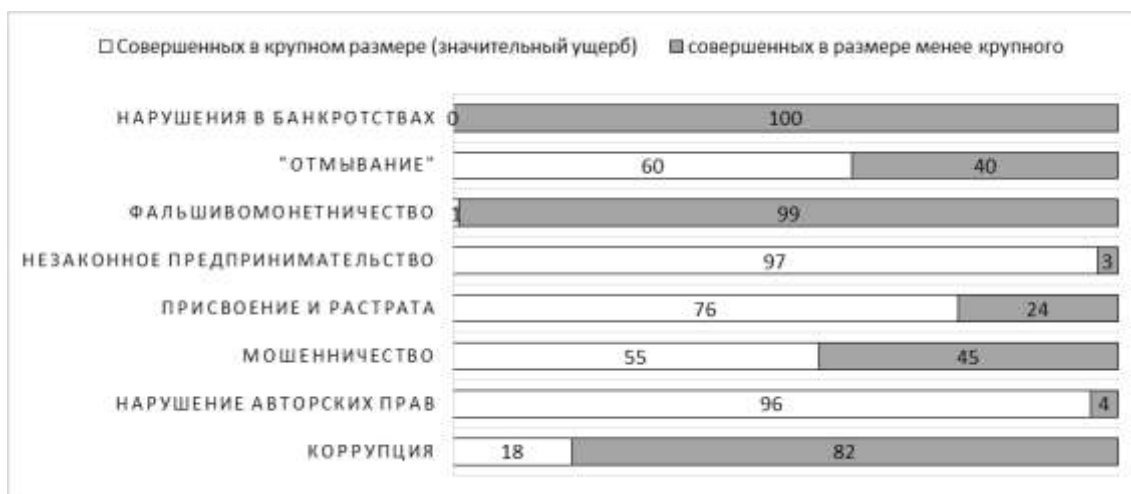 Совершенных в крупном размере (значительный ущерб) совершенных в размере менее крупного
НАРУШЕНИЯ В БАНКРОТСТВАХ 0 100
"ОТМЫВАНИЕ" 60 40
ФАЛЬШИВОМОНЕТНИЧЕСТВО 1 99
НЕЗАКОННОЕ ПРЕДПРИНИМАТЕЛЬСТВО 97 3
ПРИСВОЕНИЕ И РАСТРАТА 76 24
МОШЕННИЧЕСТВО 55 45
НАРУШЕНИЕ АВТОРСКИХ ПРАВ 96 4
КОРРУПЦИЯ 18 82